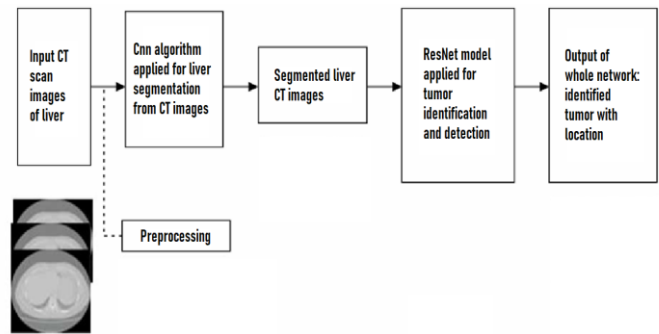 Input CT
scan
images
of liver
Cnn algorithm
applied for liver
segmentation
from CT images
Segmented liver
CT images
ResNet model
applied for
tumor
identification
and detection
Output of
whole network:
identified
tumor with
location
Preprocessing